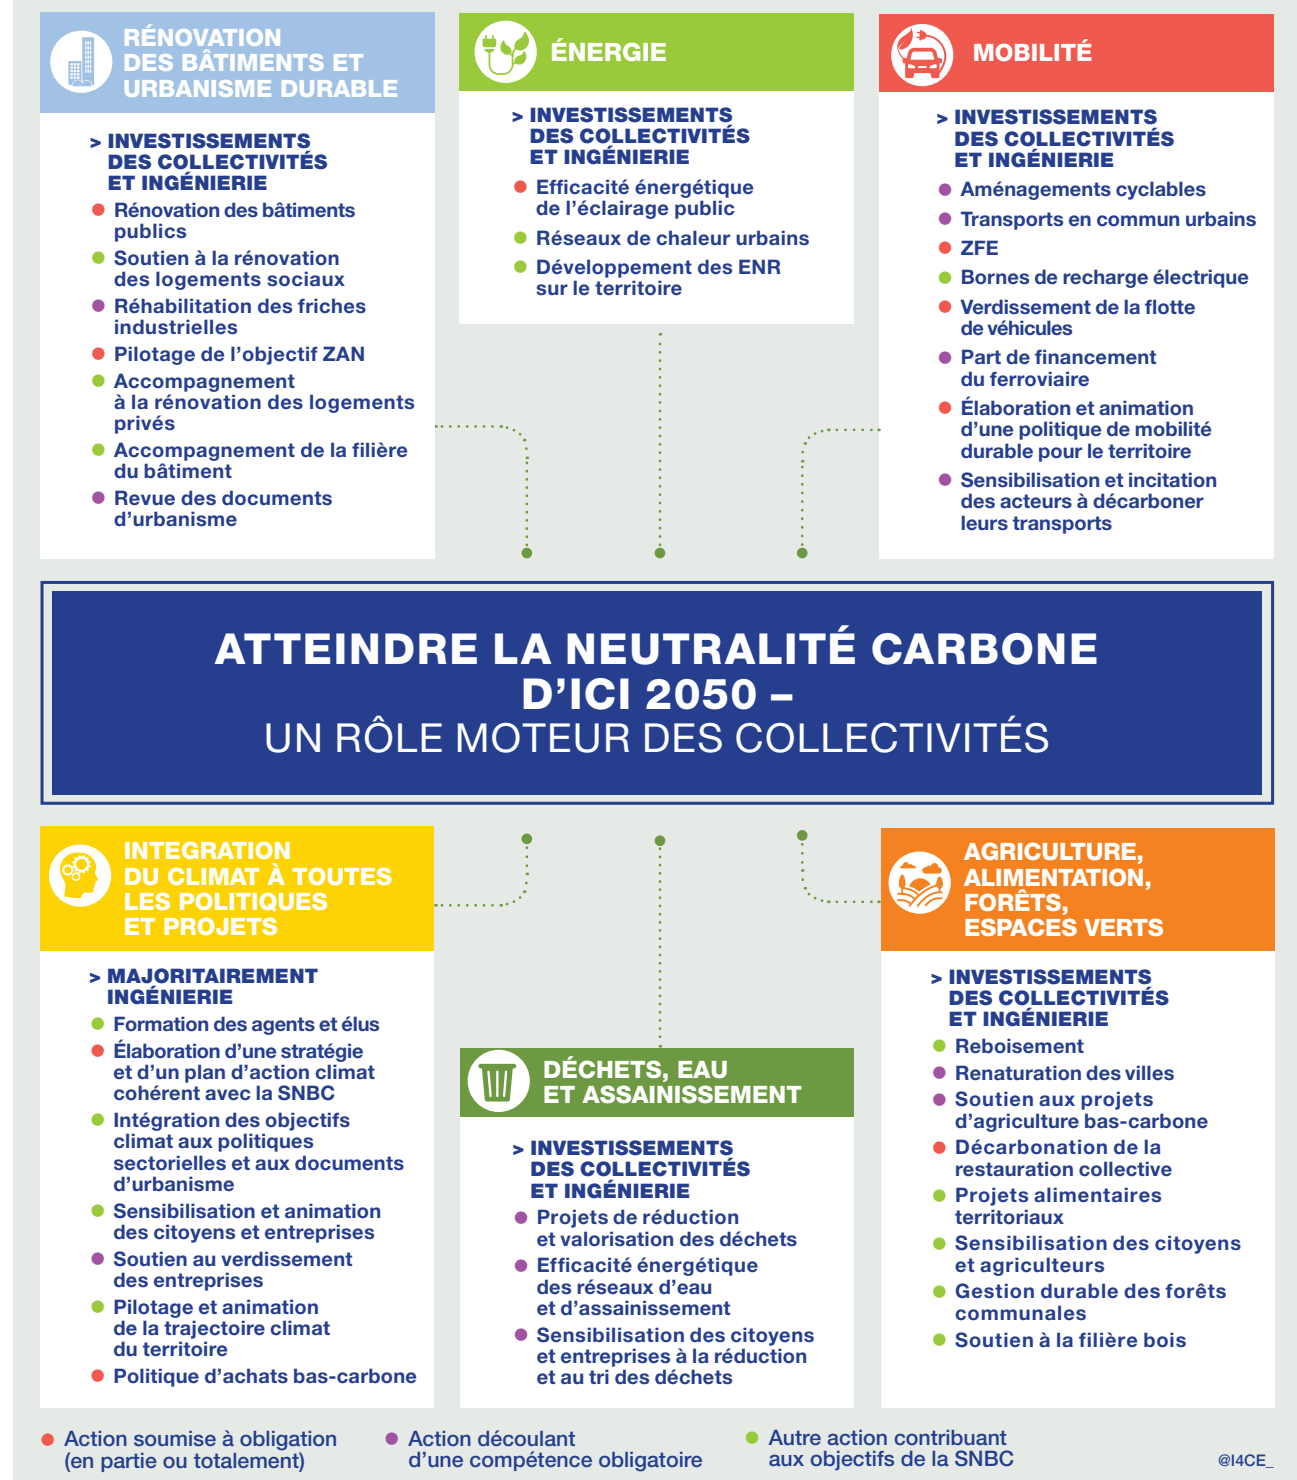 RÉNOVATION
DES BÂTIMENTS ET
URBANISME DURABLE
> INVESTISSEMENTS
DES COLLECTIVITÉS
ET INGÉNIERIE
Rénovation des bâtiments
publics
Soutien à la rénovation
des logements sociaux
Réhabilitation des friches
industrielles
Pilotage de l'objectif ZAN
Accompagnement
à la rénovation des logements
privés
Accompagnement de la filière
du bâtiment
Revue des documents
d'urbanisme
ÉNERGIE
> INVESTISSEMENTS
DES COLLECTIVITÉS
ET INGÉNIERIE
Efficacité énergétique
de l'éclairage public
Réseaux de chaleur urbains
Développement des ENR
sur le territoire
MOBILITÉ
> INVESTISSEMENTS
DES COLLECTIVITÉS
ET INGÉNIERIE
Aménagements cyclables
Transports en commun urbains
ZFE
Bornes de recharge électrique
Verdissement de la flotte
de véhicules
Part de financement
du ferroviaire
Élaboration et animation
d'une politique de mobilité
durable pour le territoire
Sensibilisation et incitation
des acteurs à décarboner
leurs transports
ATTEINDRE LA NEUTRALITÉ CARBONE
D'ICI 2050 –
UN RÔLE MOTEUR DES COLLECTIVITÉS
INTEGRATION
DU CLIMAT À TOUTES
LES POLITIQUES
ET PROJETS
> MAJORITAIREMENT
INGÉNIERIE
Formation des agents et élus
Élaboration d'une stratégie
et d'un plan d'action climat
cohérent avec la SNBC
Intégration des objectifs
climat aux politiques
sectorielles et aux documents
d'urbanisme
Sensibilisation et animation
des citoyens et entreprises
Soutien au verdissement
des entreprises
Pilotage et animation
de la trajectoire climat
du territoire
Politique d'achats bas-carbone
DÉCHETS, EAU
ET ASSAINISSEMENT
> INVESTISSEMENTS
DES COLLECTIVITÉS
ET INGÉNIERIE
Projets de réduction
et valorisation des déchets
Efficacité énergétique
des réseaux d'eau
et d'assainissement
Sensibilisation des citoyens
et entreprises à la réduction
et au tri des déchets
AGRICULTURE,
ALIMENTATION,
FORÊTS,
ESPACES VERTS
> INVESTISSEMENTS
DES COLLECTIVITÉS
ET INGÉNIERIE
Reboisement
Renaturation des villes
Soutien aux projets
d'agriculture bas-carbone
Décarbonation de la
restauration collective
Projets alimentaires
territoriaux
Sensibilisation des citoyens
et agriculteurs
Gestion durable des forêts
communales
Soutien à la filière bois
Action soumise à obligation
(en partie ou totalement)
Action découlant
d'une compétence obligatoire
Autre action contribuant
aux objectifs de la SNBC
@I4CE_